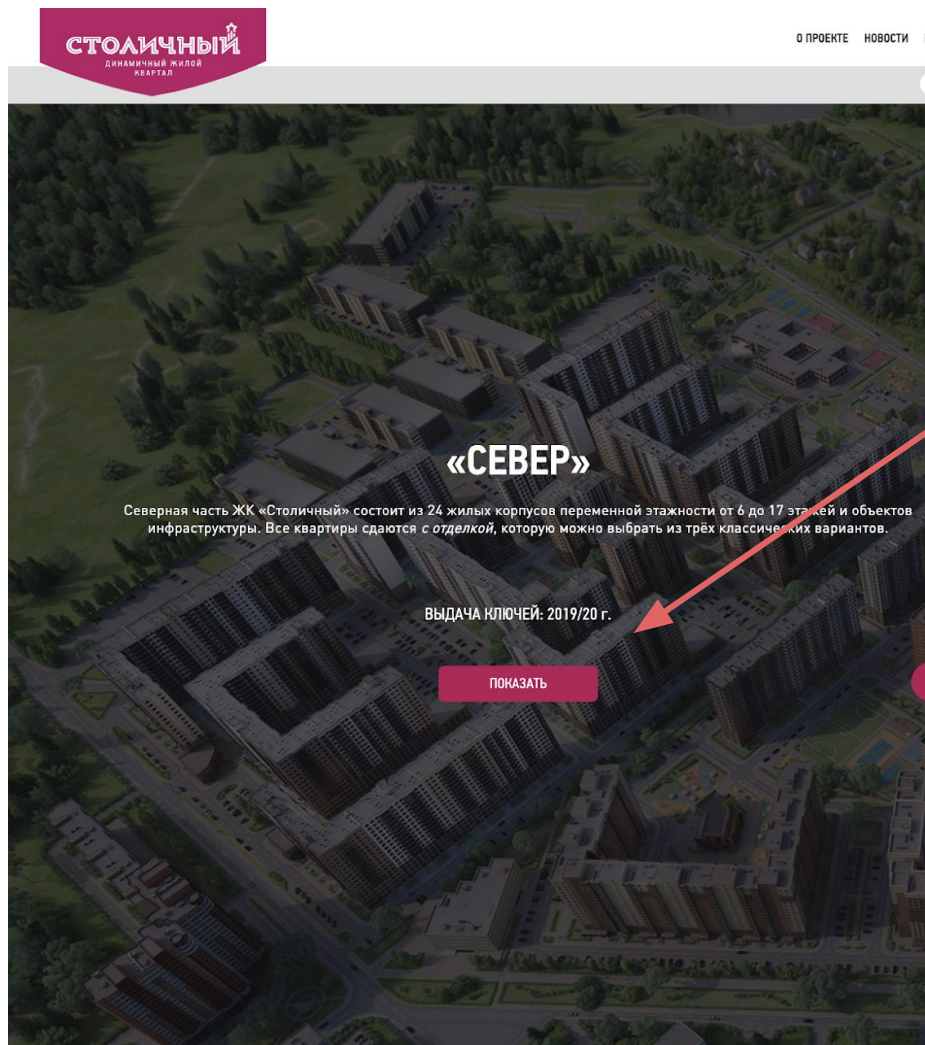 СТОЛИЧНЫЙ
ДИНАМИЧНЫЙ ЖИЛОЙ
КВАРТАЛ
О ПРОЕКТЕ НОВОСТИ
«СЕВЕР»
Северная часть ЖК «Столичный» состоит из 24 жилых корпусов переменной этажности от 6 до 17 этажей и объектов
инфраструктуры. Все квартиры сдаются с отделкой, которую можно выбрать из трёх классических вариантов.
ВЫДАЧА КЛЮЧЕЙ: 2019/20 г.
ПОКАЗАТЬ